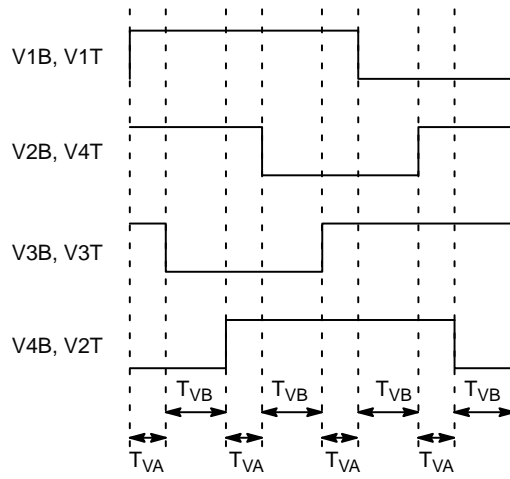 V1B, V1T
V2B, V4T
V3B, V3T
V4B, V2T
TVB TVB TVB TVB
TVA TVA TVA TVA